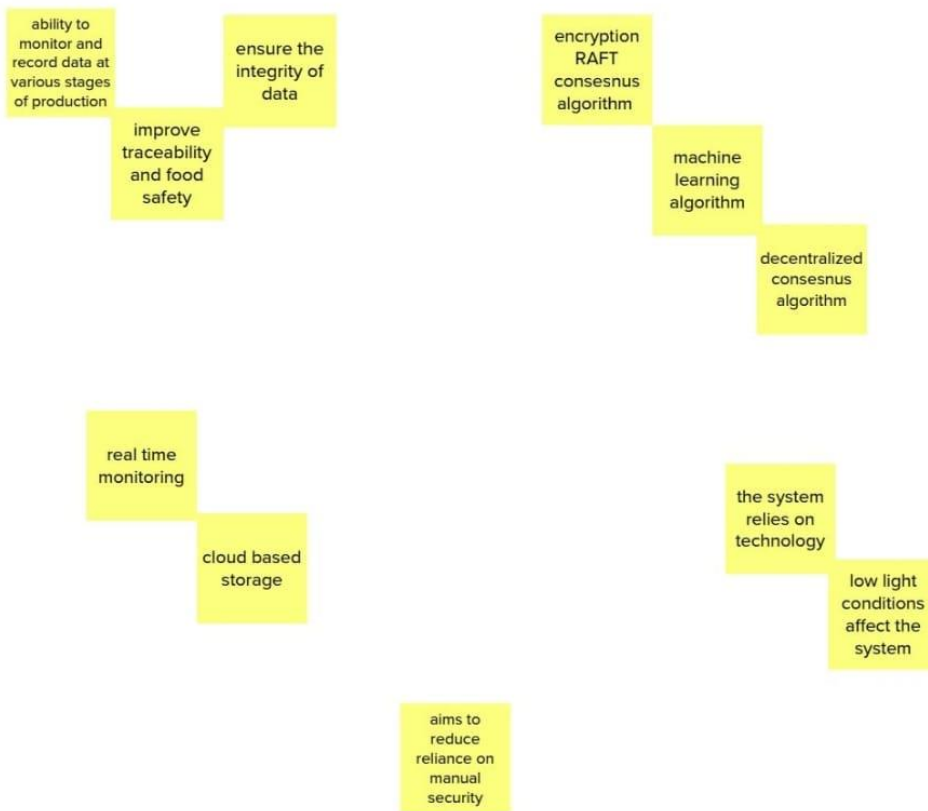 ability to
monitor and
record data at
various stages
of production
ensure the
integrity of
data
improve
traceability
and food
safety
encryption
RAFT
consesnus
algorithm
machine
learning
algorithm
decentralized
consesnus
algorithm
real time
monitoring
cloud based
storage
the system
relies on
technology
low light
conditions
affect the
system
aims to
reduce
reliance on
manual
security